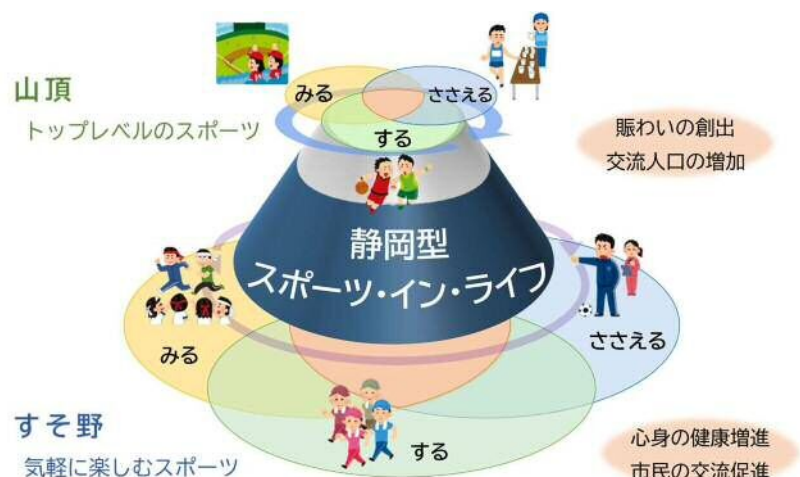 みる
ささえる
する
山頂
トップレベルのスポーツ
賑わいの創出
交流人口の増加
静岡型
スポーツ・イン・ライフ
みる
ささえる
する
すそ野
気軽に楽しむスポーツ
心身の健康増進
市民の交流促進